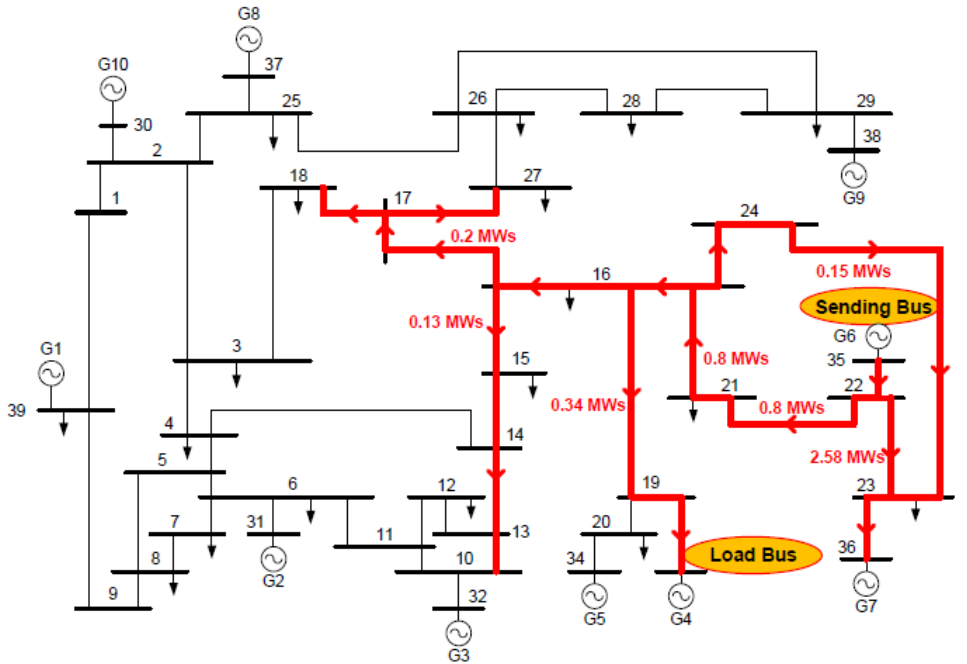 G8
G10
37
25
26
28
29
30
38
2
18
17
27
G9
1
24
0.2 MWs
16
0.15 MWs
Sending Bus
0.13 MWs
G6
G1
3
15
0.8 MWs
35
21
22
39
0.34 MWs
0.8 MWs
4
14
5
2.58 MWs
6
12
19
23
7
31
11
13
20
8
10
Load Bus
36
G2
34
9
32
G5
G4
G7
G3